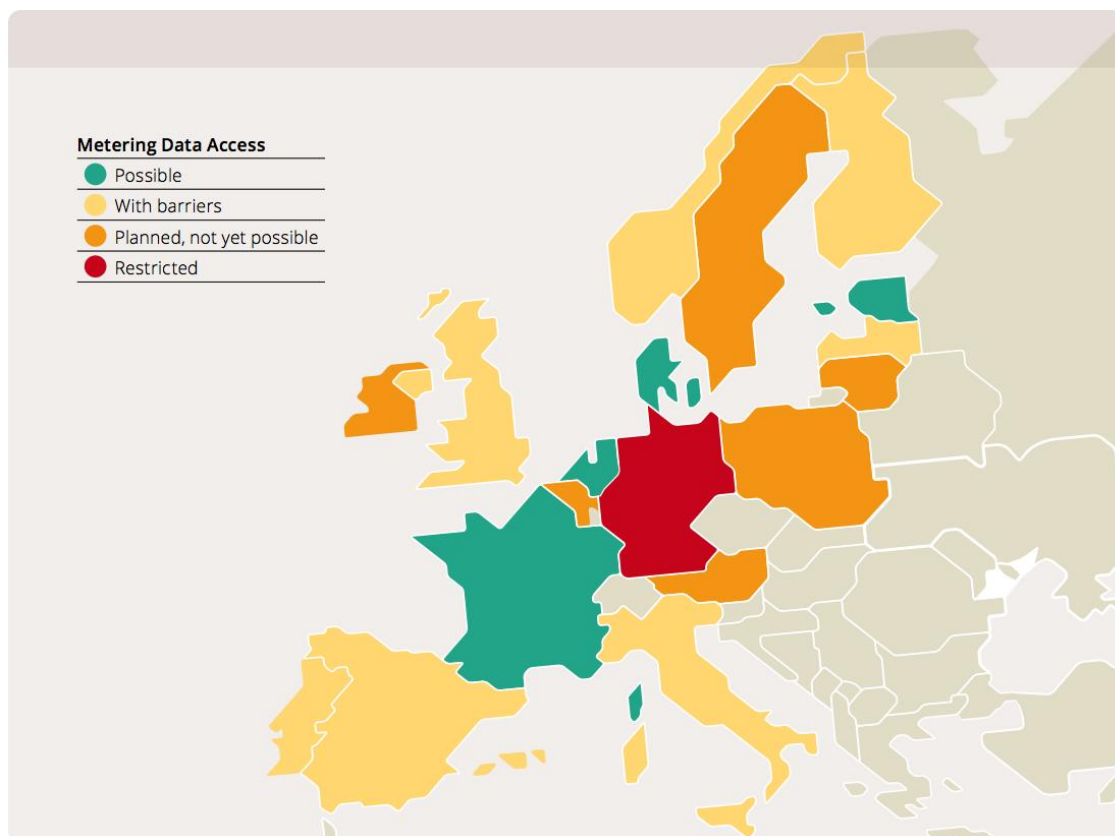 Metering Data Access
Possible
With barriers
Planned, not yet possible
Restricted